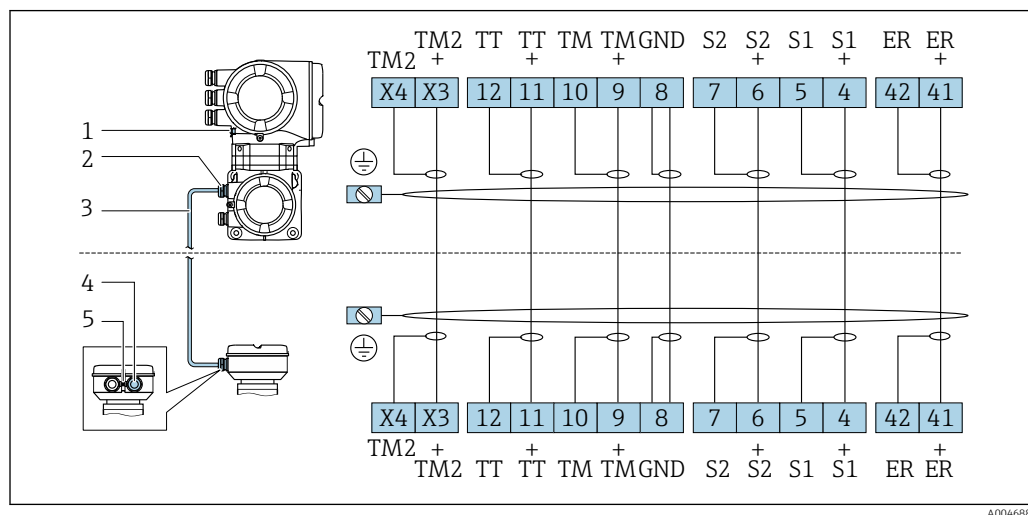 TM2 TT TT TM TM GND S2 S2 S1 S1 ER ER
TM2 + + + + + +
X4 X3 12 11 10 9 8 7 6 5 4 42 41
1
2
3
4
5
X4 X3 12 11 10 9 8 7 6 5 4 42 41
TM2 + + + + + +
TM2 TT TT TM TM GND S2 S2 S1 S1 ER ER